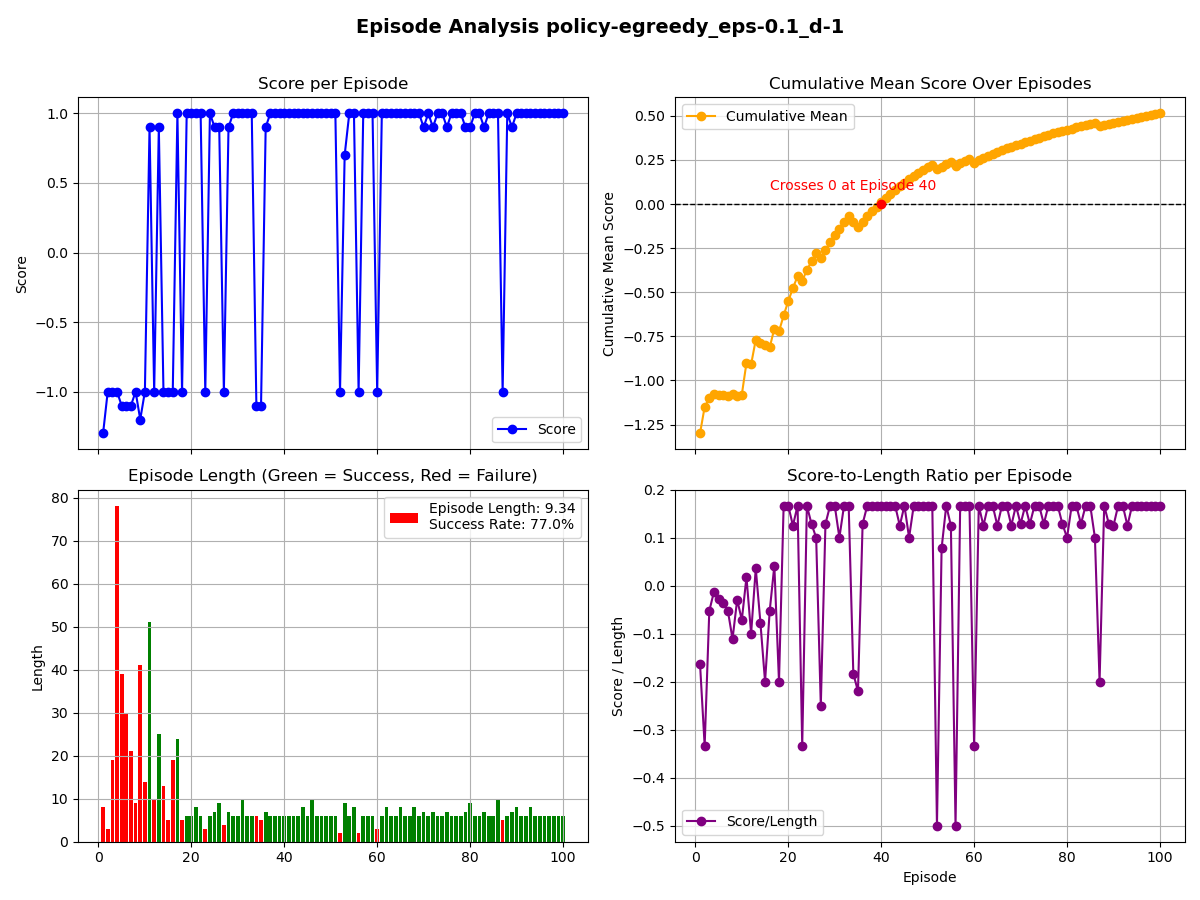 Episode Analysis policy-egreedy_eps-0.1_d-1
Score per Episode
1.0
0.5
0.0
−0.5
−1.0
Score
Score
Cumulative Mean Score Over Episodes
0.50
0.25
0.00
−0.25
−0.50
−0.75
−1.00
−1.25
Cumulative Mean Score
Cumulative Mean
Crosses 0 at Episode 40
Episode Length (Green = Success, Red = Failure)
80
70
60
50
40
30
20
10
0
Length
Episode Length: 9.34
Success Rate: 77.0%
0 20 40 60 80 100
Score-to-Length Ratio per Episode
0.2
0.1
0.0
−0.1
−0.2
−0.3
−0.4
−0.5
Score / Length
Score/Length
0 20 40 60 80 100
Episode